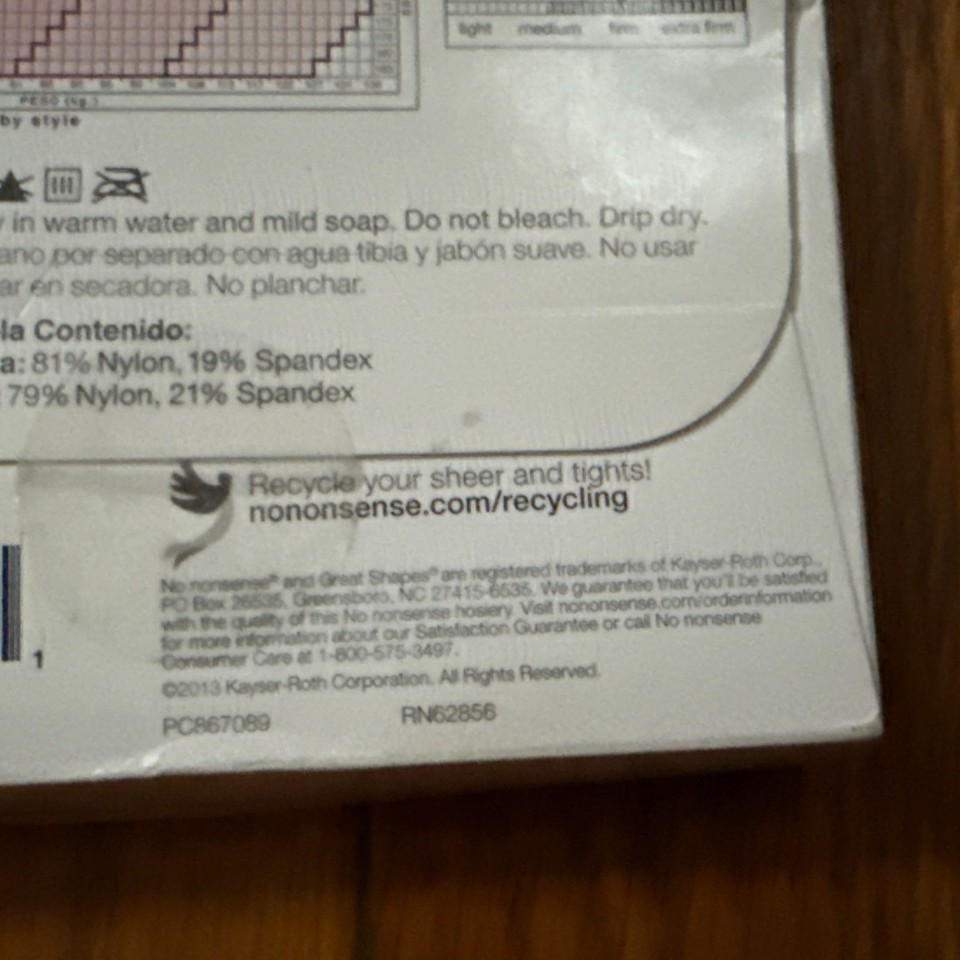 light medium firm extra firm
PESO (kg.)
by style
in warm water and mild soap. Do not bleach. Drip dry.
ano por separado con agua tibia y jabón suave. No usar
ar en secadora. No planchar.
la Contenido:
a: 81% Nylon, 19% Spandex
79% Nylon, 21% Spandex
Recycle your sheer and tights!
nononsense.com/recycling
No nonsense® and Great Shapes® are registered trademarks of Kayser-Roth Corp.,
PO Box 26535, Greensboro, NC 27415-6535. We guarantee that you'll be satisfied
with the quality of this No nonsense hosiery. Visit nononsense.com/orderinformation
for more information about our Satisfaction Guarantee or call No nonsense
Consumer Care at 1-800-575-3497.
©2013 Kayser-Roth Corporation. All Rights Reserved.
1
PC867089 RN62856